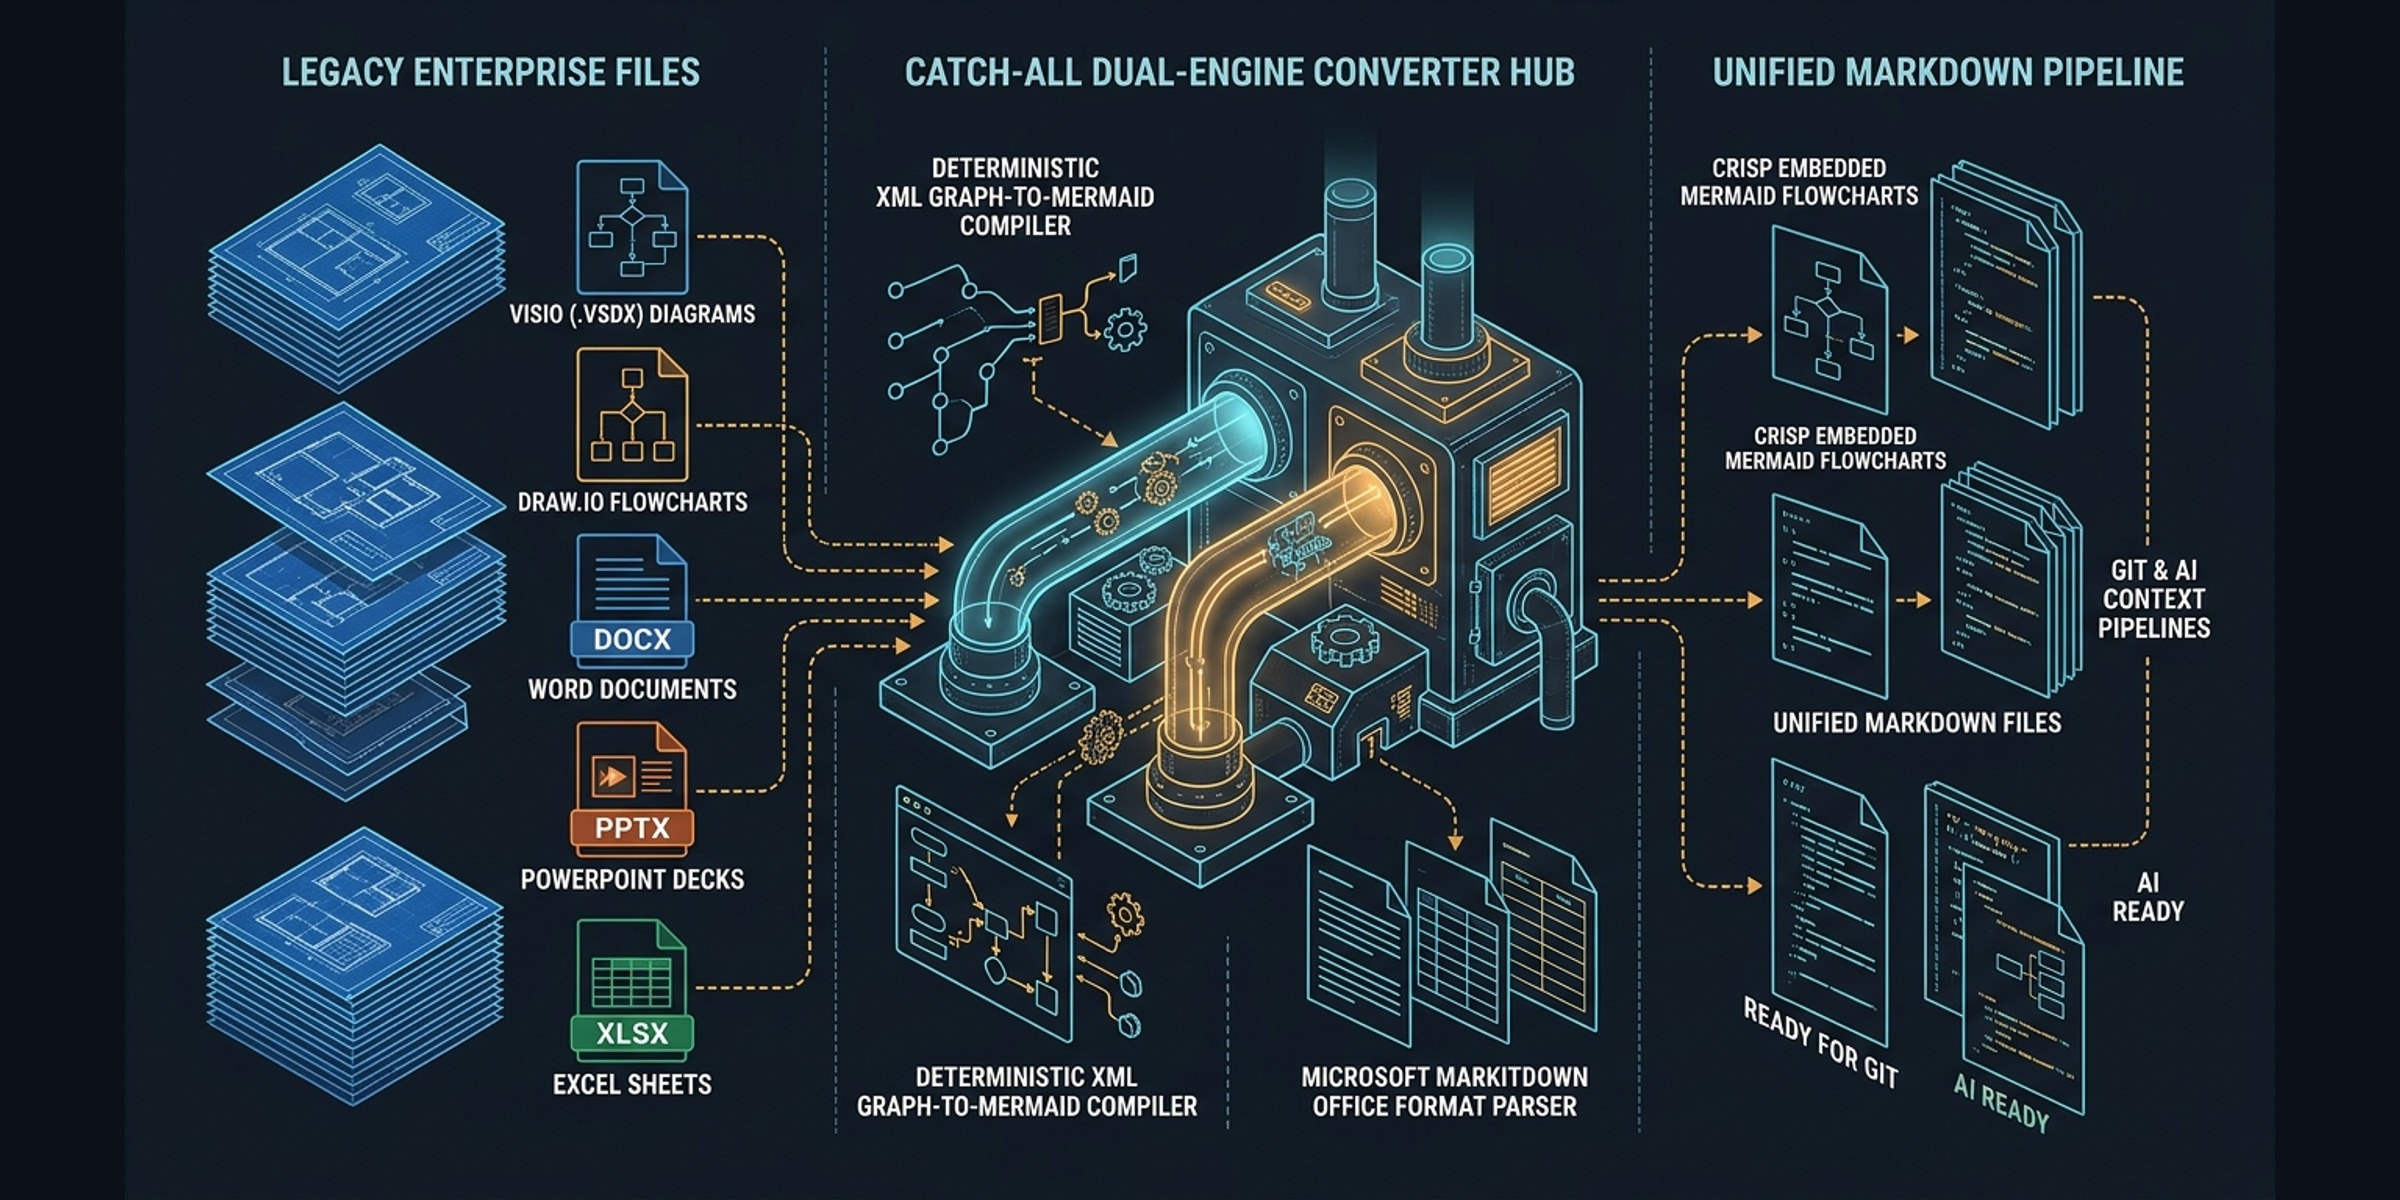 LEGACY ENTERPRISE FILES
VISIO (.VSDX) DIAGRAMS
DRAW.IO FLOWCHARTS
DOCX
WORD DOCUMENTS
PPTX
POWERPOINT DECKS
XLSX
EXCEL SHEETS
CATCH-ALL DUAL-ENGINE CONVERTER HUB
DETERMINISTIC
XML GRAPH-TO-MERMAID
COMPILER
DETERMINISTIC XML
GRAPH-TO-MERMAID COMPILER
MICROSOFT MARKITDOWN
OFFICE FORMAT PARSER
UNIFIED MARKDOWN PIPELINE
CRISP EMBEDDED
MERMAID FLOWCHARTS
CRISP EMBEDDED
MERMAID FLOWCHARTS
UNIFIED MARKDOWN FILES
GIT & AI
CONTEXT
PIPELINES
AI
READY
READY FOR GIT
AI READY